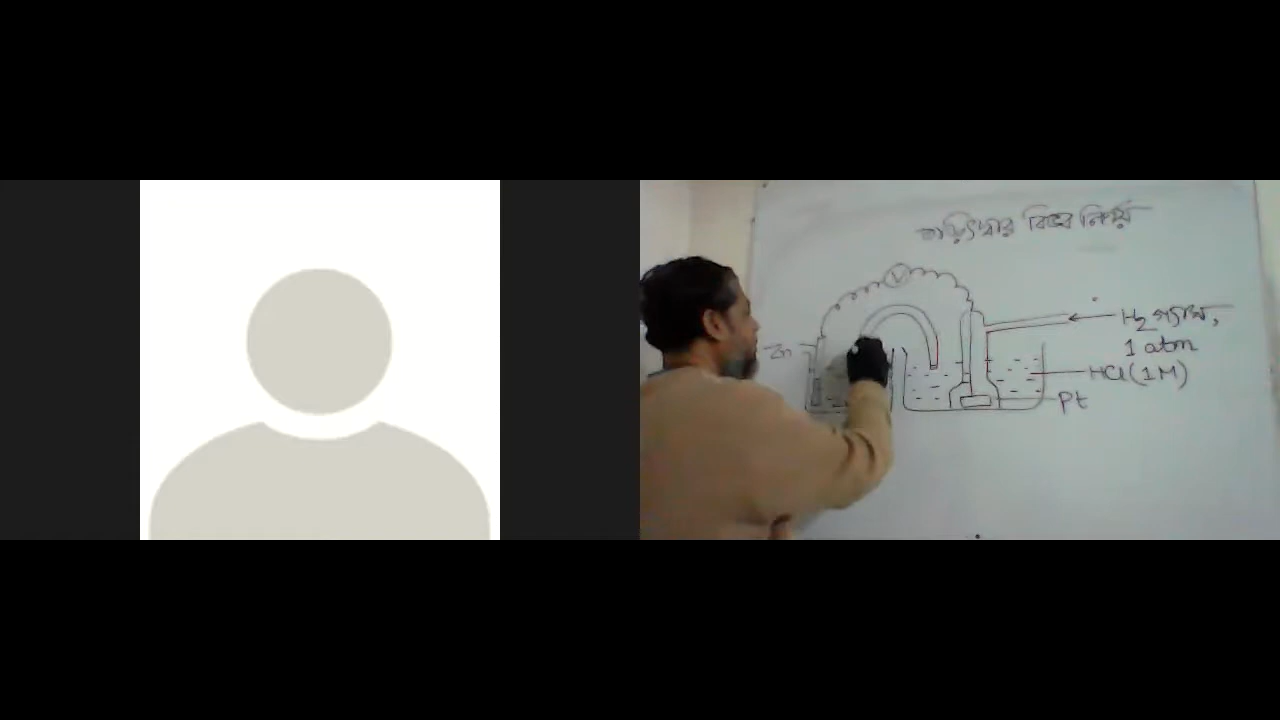 তড়িৎদ্বার বিভব নির্ণয়
V
Zn
H₂ গ্যাস,
1 atm
HCl (1M)
Pt